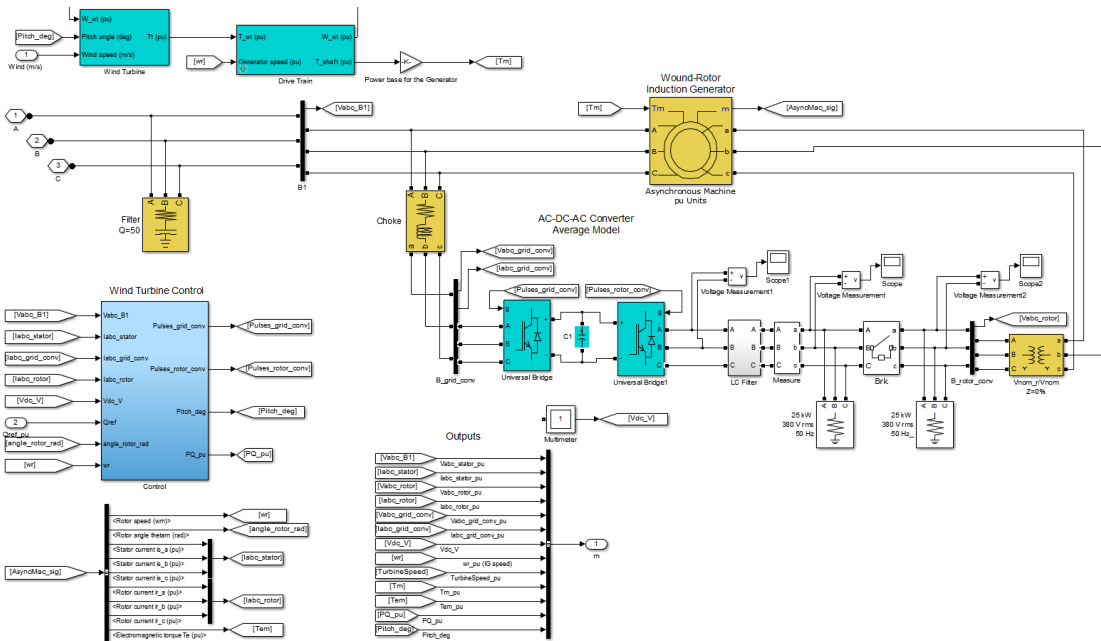 W_wt (pu)
[Pitch_deg]
Pitch angle (deg)
Tt (pu)
1
Wind speed (m/s)
Wind (m/s)
Wind Turbine
T_wt (pu)
W_wt (pu)
[wr]
Generator speed (pu)
T_shaft (pu)
Drive Train
-K-
Power base for the Generator
[Tm]
Wound-Rotor
Induction Generator
[Tm]
Tm
m
[AsyncMac_sig]
A
B
C
a
b
c
Asynchronous Machine
pu Units
1
A
2
B
3
C
[Vabc_B1]
B1
A
B
C
Filter
Q=50
A
B
C
Choke
a
b
c
AC-DC-AC Converter
Average Model
[Vabc_grid_conv]
[Iabc_grid_conv]
[Pulses_grid_conv]
[Pulses_rotor_conv]
B_grid_conv
g
A
B
C
+
-
Universal Bridge
C1
+
-
g
A
B
C
Universal Bridge1
+
-
v
Voltage Measurement1
Scope1
+
-
v
Voltage Measurement
Scope
+
-
v
Voltage Measurement2
Scope2
A
B
C
LC Filter
A
B
C
a
b
c
Measure
A
B
C
a
b
c
Brk
[Vabc_rotor]
B_rotor_conv
A
B
C
a
b
c
Y
Y
Vnom_r/Vnom
Z=0%
A
B
C
25 kW
380 V rms
50 Hz
A
B
C
25 kW
380 V rms
50 Hz_
1
Multimeter
[Vdc_V]
Wind Turbine Control
[Vabc_B1]
Vabc_B1
[Iabc_stator]
Iabc_stator
[Iabc_grid_conv]
Iabc_grid_conv
[Iabc_rotor]
Iabc_rotor
[Vdc_V]
Vdc_V
2
Qref
Qref_pu
[angle_rotor_rad]
angle_rotor_rad
[wr]
wr
Pulses_grid_conv
[Pulses_grid_conv]
Pulses_rotor_conv
[Pulses_rotor_conv]
Pitch_deg
[Pitch_deg]
PQ_pu
[PQ_pu]
Control
[AsyncMac_sig]
<Rotor speed (wm)>
[wr]
<Rotor angle thetam (rad)>
[angle_rotor_rad]
<Stator current is_a (pu)>
<Stator current is_b (pu)>
[Iabc_stator]
<Stator current is_c (pu)>
<Rotor current ir_a (pu)>
<Rotor current ir_b (pu)>
[Iabc_rotor]
<Rotor current ir_c (pu)>
<Electromagnetic torque Te (pu)>
[Tem]
Outputs
[Vabc_B1]
Vabc_stator_pu
[Iabc_stator]
Iabc_stator_pu
[Vabc_rotor]
Vabc_rotor_pu
[Iabc_rotor]
Iabc_rotor_pu
[Vabc_grid_conv]
Vabc_grid_conv_pu
[Iabc_grid_conv]
Iabc_grid_conv_pu
[Vdc_V]
Vdc_V
[wr]
wr_pu (IG speed)
[TurbineSpeed]
TurbineSpeed_pu
[Tm]
Tm_pu
[Tem]
Tem_pu
[PQ_pu]
PQ_pu
[Pitch_deg]
Pitch_deg
1
m